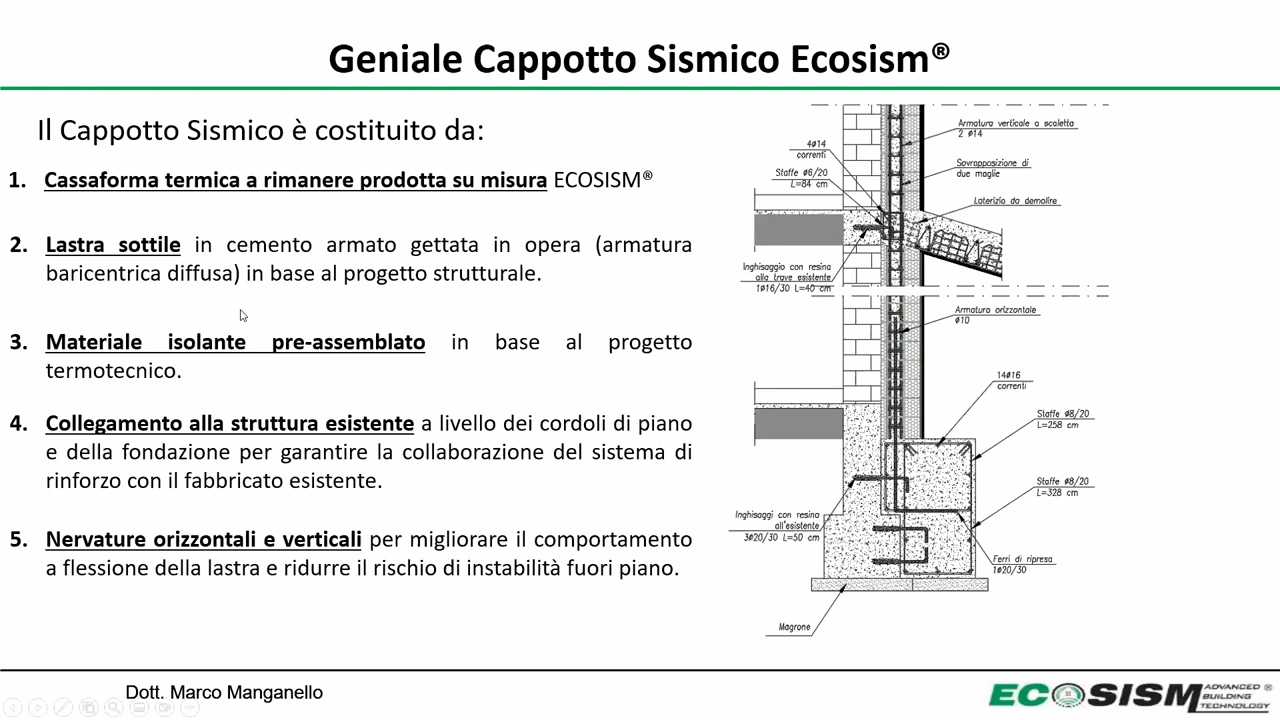 Geniale Cappotto Sismico Ecosism®
Il Cappotto Sismico è costituito da:
1. Cassaforma termica a rimanere prodotta su misura ECOSISM®
2. Lastra sottile in cemento armato gettata in opera (armatura
baricentrica diffusa) in base al progetto strutturale.
3. Materiale isolante pre-assemblato in base al progetto
termotecnico.
4. Collegamento alla struttura esistente a livello dei cordoli di piano
e della fondazione per garantire la collaborazione del sistema di
rinforzo con il fabbricato esistente.
5. Nervature orizzontali e verticali per migliorare il comportamento
a flessione della lastra e ridurre il rischio di instabilità fuori piano.
Armatura verticale a scaletta
2 ø14
4ø14
correnti
Sovrapposizione di
due maglie
Staffe ø6/20
L=84 cm
Laterizio da demolire
Inghisaggio con resina
alla trave esistente
1ø16/30 L=40 cm
Armatura orizzontale
ø10
14ø16
correnti
Staffe ø8/20
L=258 cm
Staffe ø8/20
L=328 cm
Inghisaggi con resina
all'esistente
3ø20/30 L=50 cm
Ferri di ripresa
1ø20/30
Magrone
Dott. Marco Manganello
ECOSISM ADVANCED ®
BUILDING
TECHNOLOGY